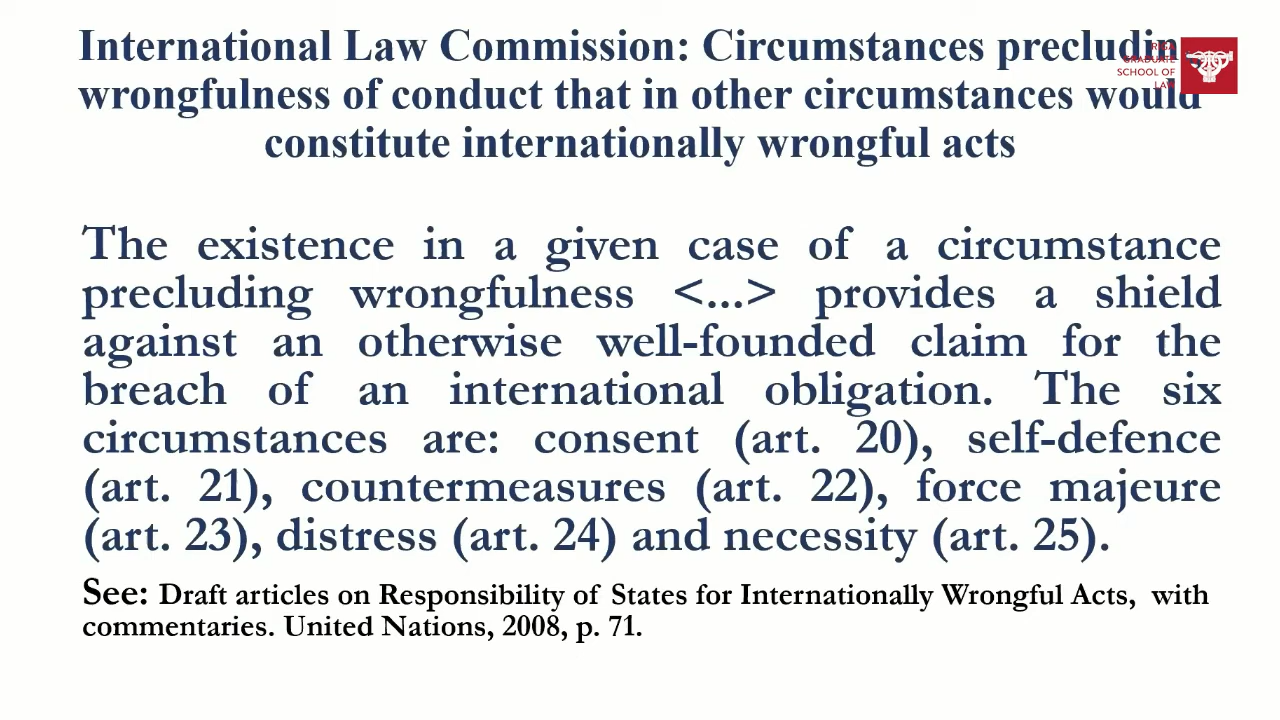 International Law Commission: Circumstances precludin
wrongfulness of conduct that in other circumstances would
constitute internationally wrongful acts
GRADUATE
SCHOOL OF
LAW
The existence in a given case of a circumstance
precluding wrongfulness <...> provides a shield
against an otherwise well-founded claim for the
breach of an international obligation. The six
circumstances are: consent (art. 20), self-defence
(art. 21), countermeasures (art. 22), force majeure
(art. 23), distress (art. 24) and necessity (art. 25).
See: Draft articles on Responsibility of States for Internationally Wrongful Acts, with
commentaries. United Nations, 2008, p. 71.